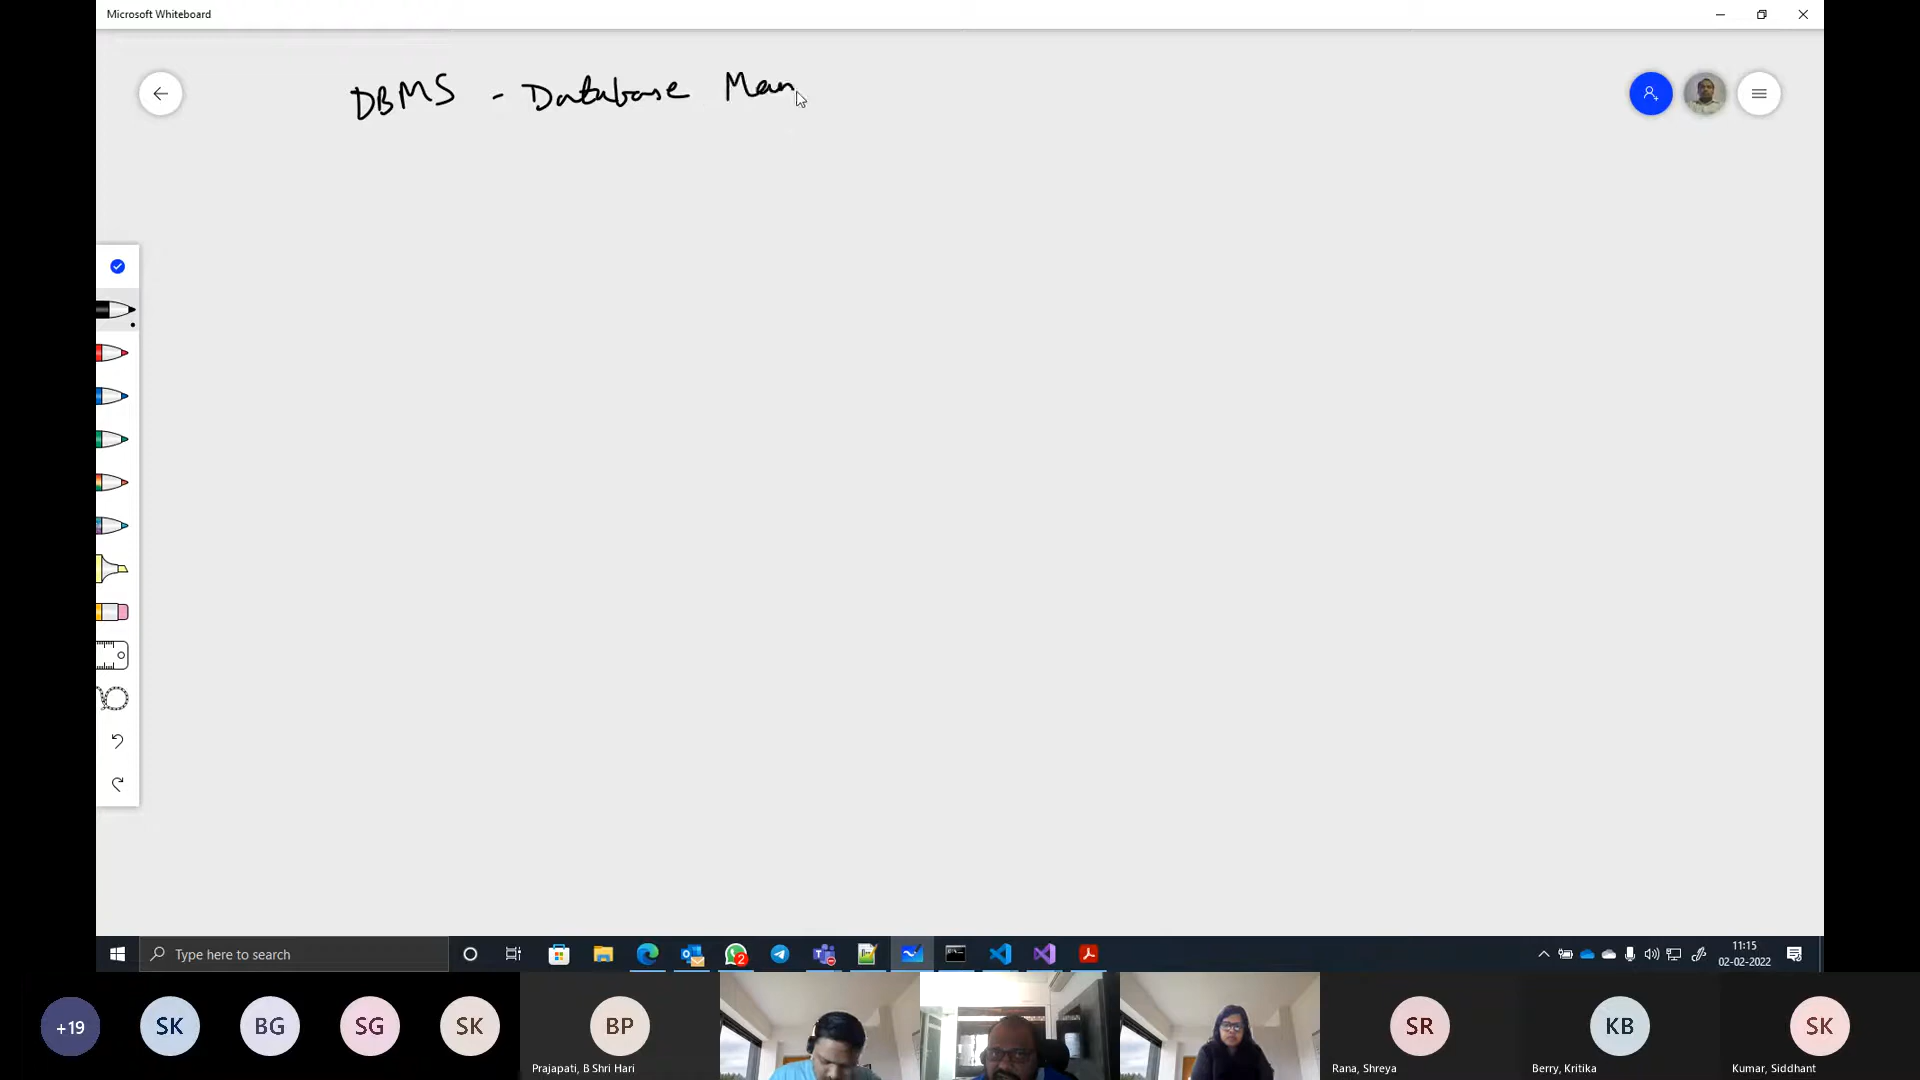 Microsoft Whiteboard
DBMS - Database Man
Type here to search
2
11:15
02-02-2022
+19
SK
BG
SG
SK
BP
Prajapati, B Shri Hari
SR
Rana, Shreya
KB
Berry, Kritika
SK
Kumar, Siddhant